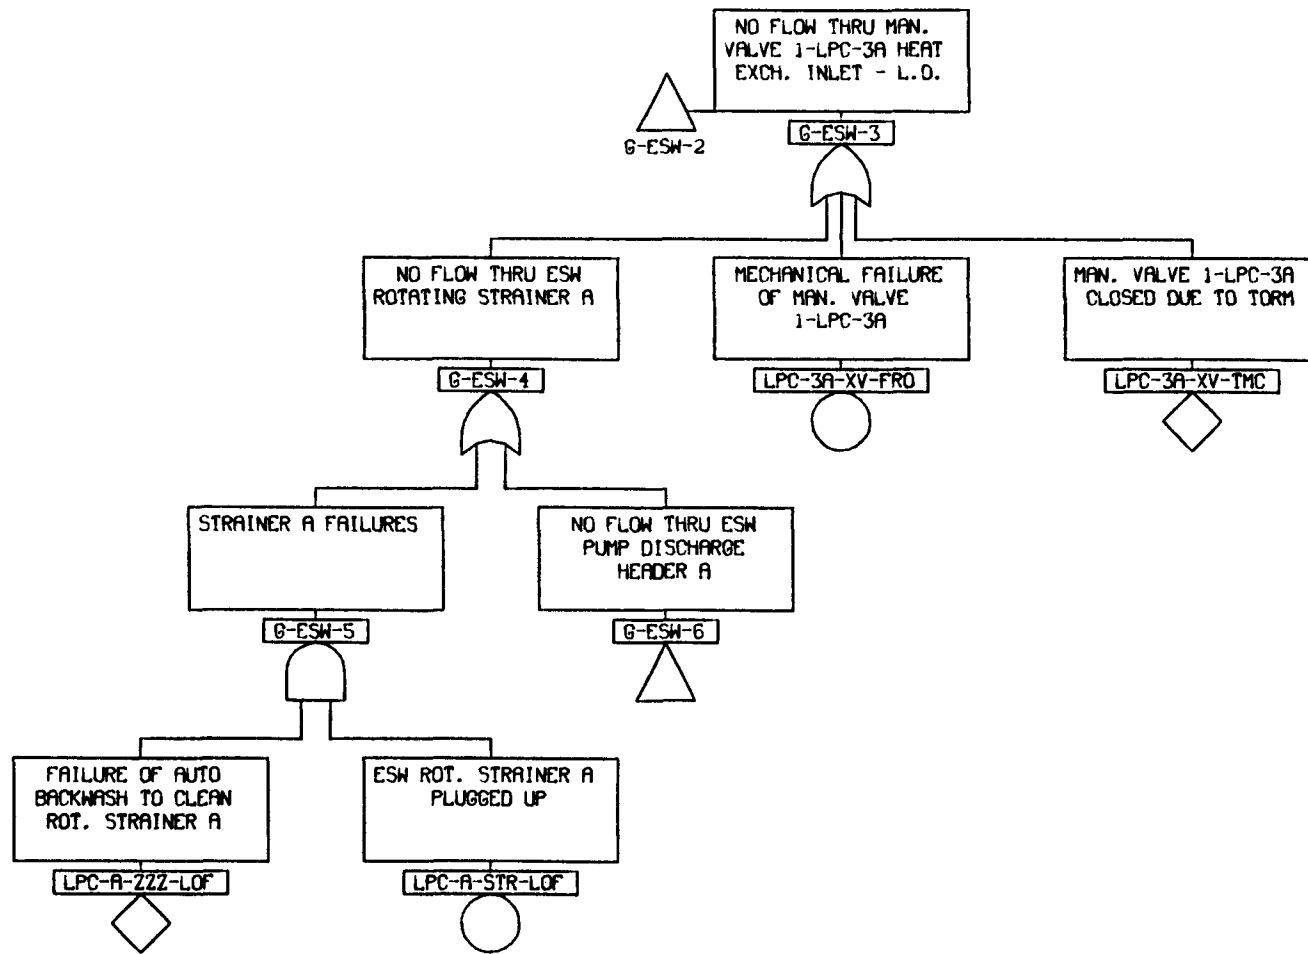 NO FLOW THRU MAN.
VALVE 1-LPC-3A HEAT
EXCH. INLET - L.O.
G-ESW-2
G-ESW-3
NO FLOW THRU ESW
ROTATING STRAINER A
MECHANICAL FAILURE
OF MAN. VALVE
1-LPC-3A
MAN. VALVE 1-LPC-3A
CLOSED DUE TO TORM
G-ESW-4
LPC-3A-XV-FRO
LPC-3A-XV-TMC
STRAINER A FAILURES
NO FLOW THRU ESW
PUMP DISCHARGE
HEADER A
G-ESW-5
G-ESW-6
FAILURE OF AUTO
BACKWASH TO CLEAN
ROT. STRAINER A
ESW ROT. STRAINER A
PLUGGED UP
LPC-A-ZZZ-LOF
LPC-A-STR-LOF